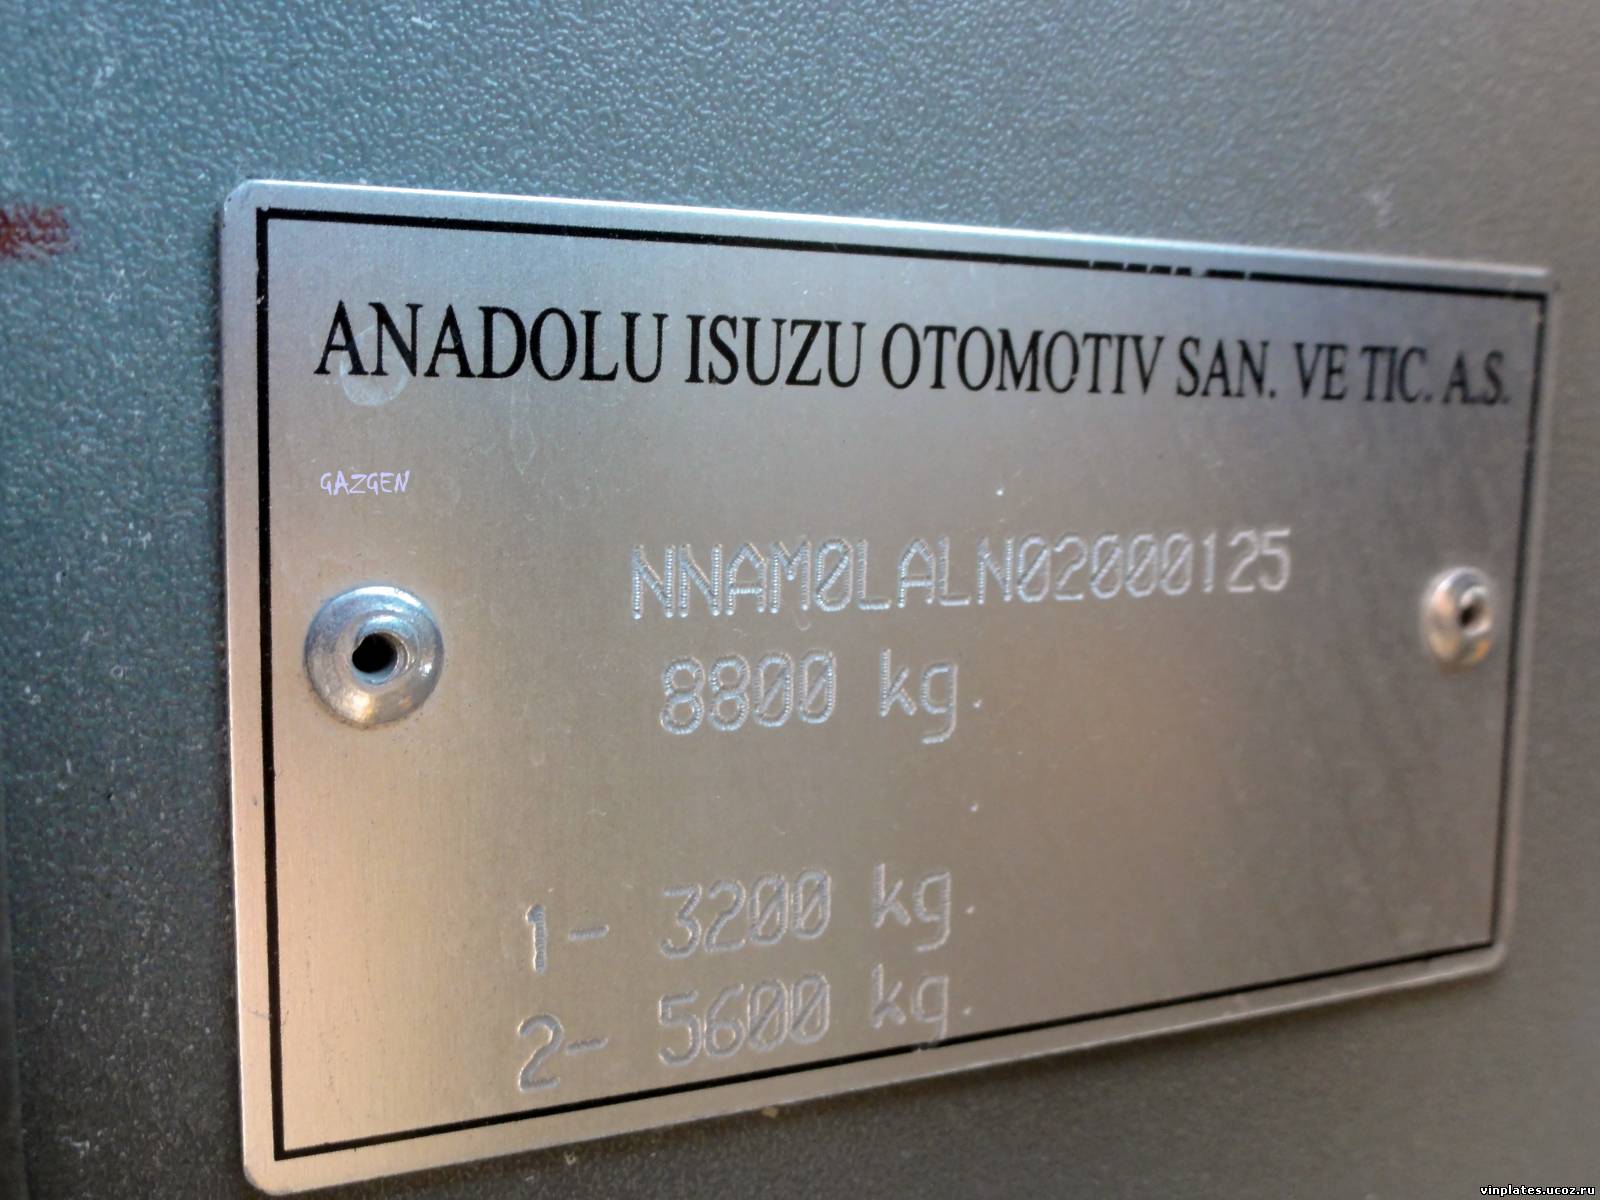 ANADOLU ISUZU OTOMOTIV SAN. VE TIC. A.S.
GAZGEN
NNAM0LALN02000125
8800 kg.
1- 3200 kg.
2- 5600 kg.
vinplates.ucoz.ru